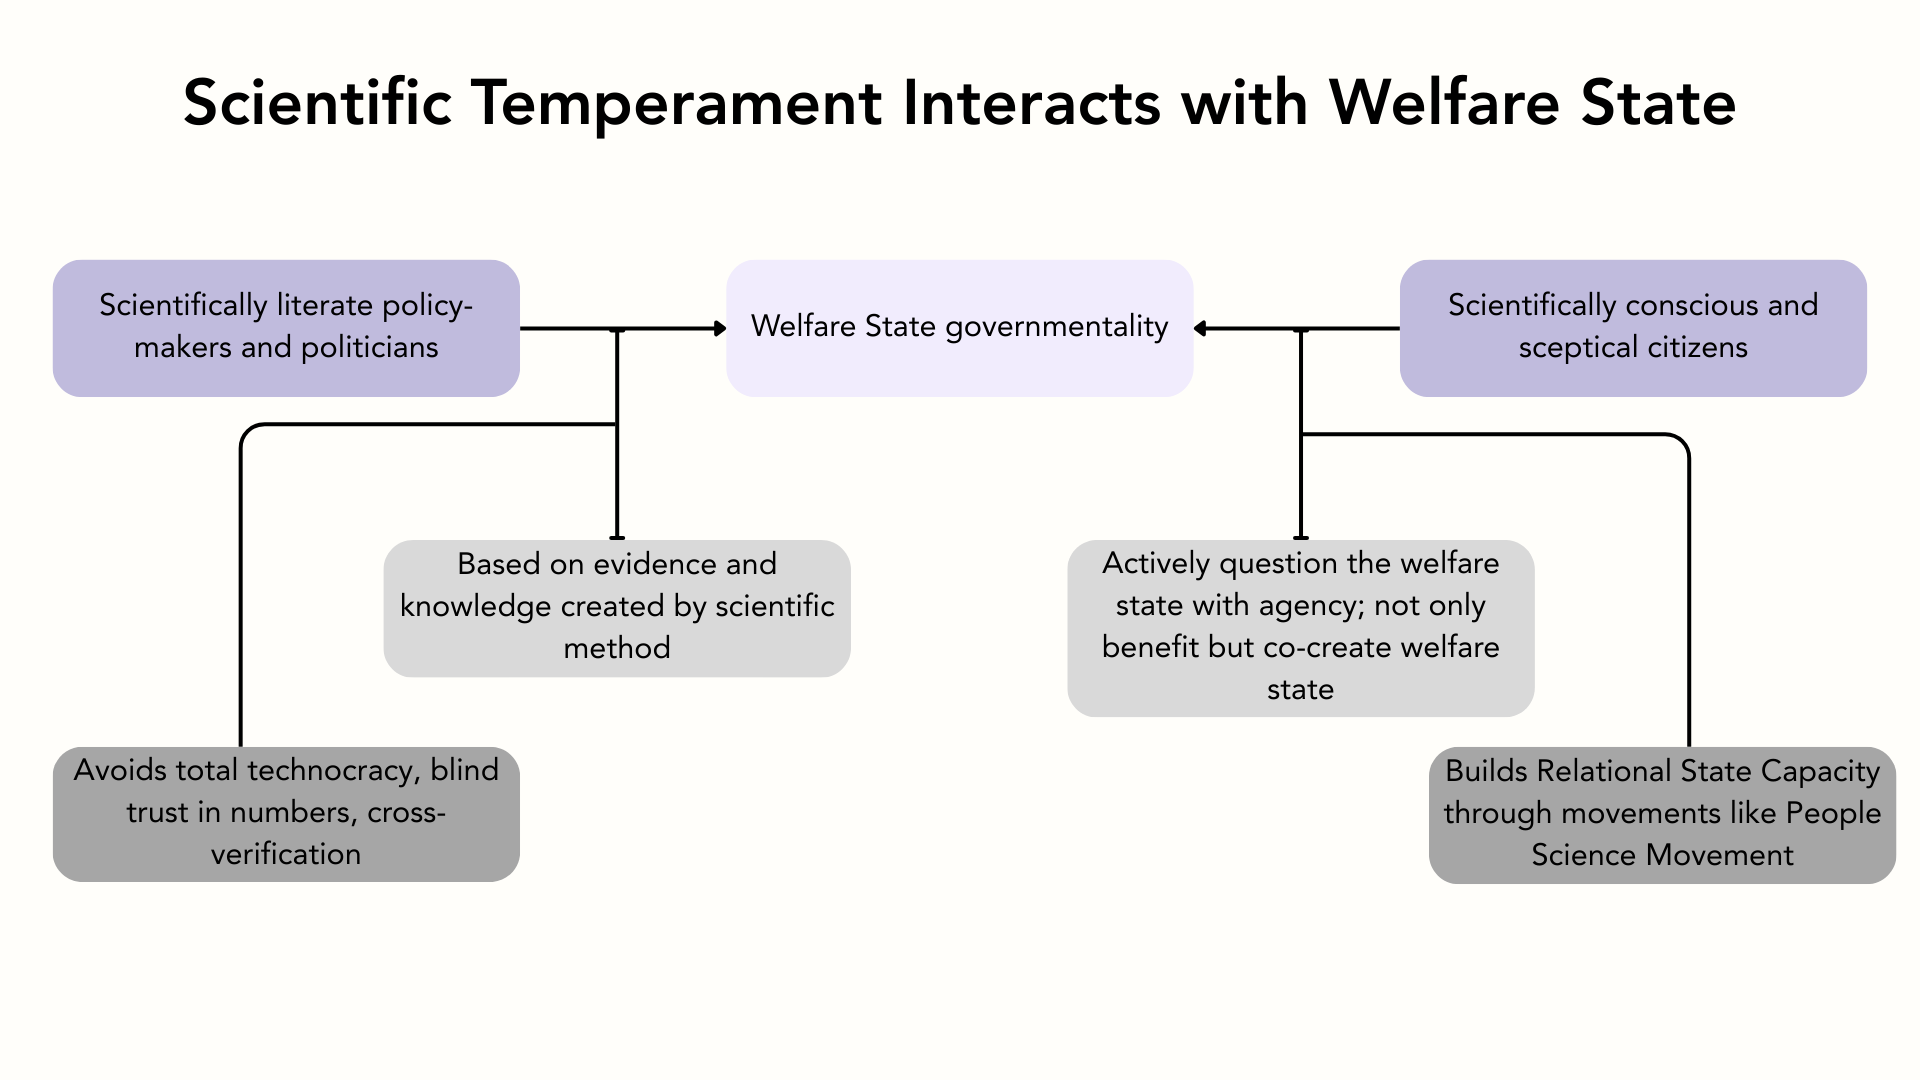 Scientific Temperament Interacts with Welfare State
Scientifically literate policy-
makers and politicians
Welfare State governmentality
Scientifically conscious and
sceptical citizens
Based on evidence and
knowledge created by scientific
method
Actively question the welfare
state with agency; not only
benefit but co-create welfare
state
Avoids total technocracy, blind
trust in numbers, cross-
verification
Builds Relational State Capacity
through movements like People
Science Movement